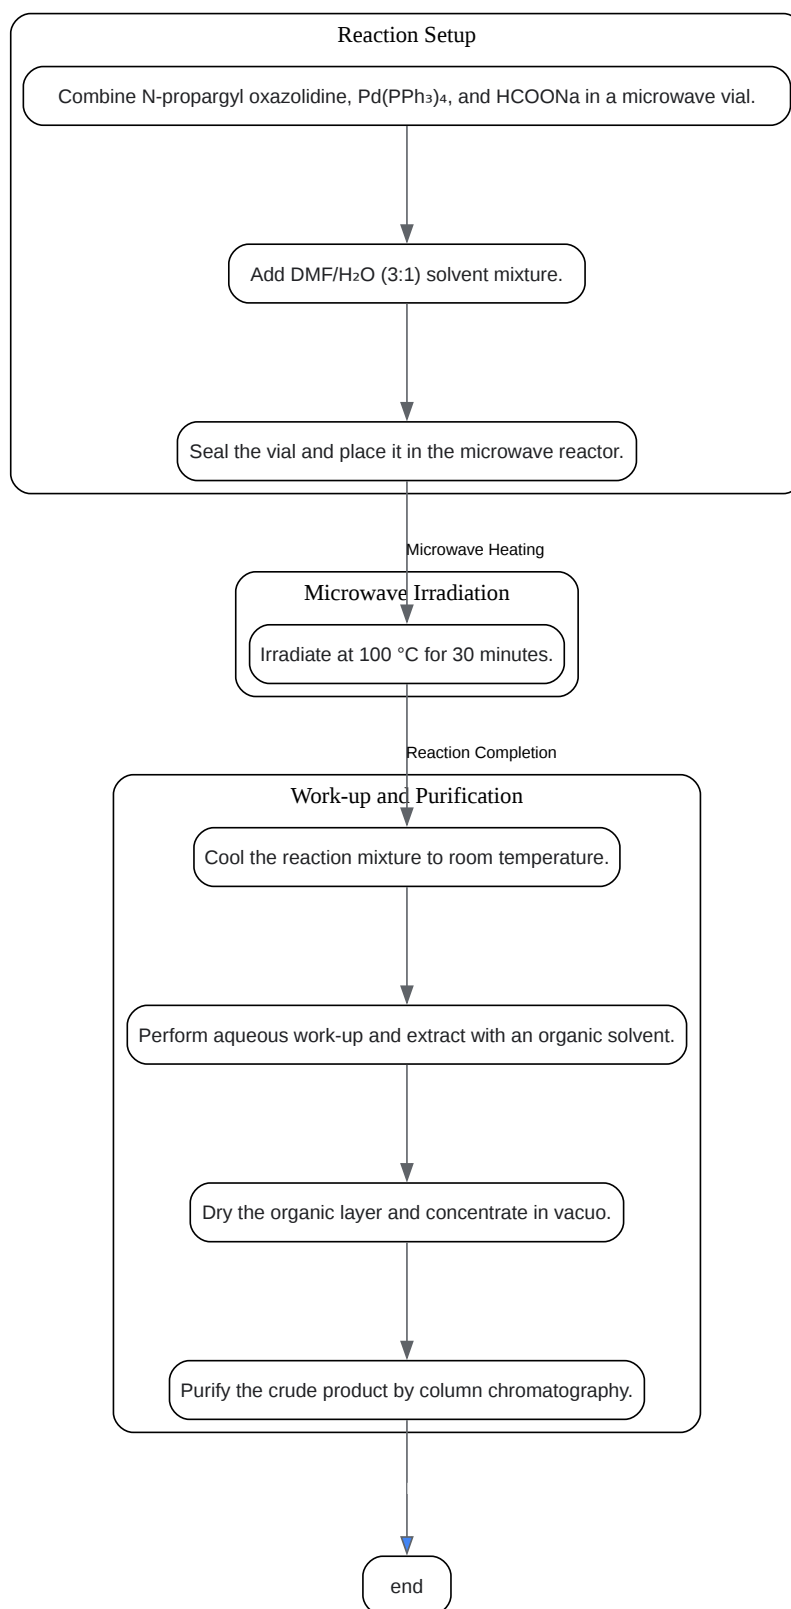 Reaction Setup
Combine N-propargyl oxazolidine, Pd(PPh₃)₄, and HCOONa in a microwave vial.
Add DMF/H₂O (3:1) solvent mixture.
Seal the vial and place it in the microwave reactor.
Microwave Heating
Microwave Irradiation
Irradiate at 100 °C for 30 minutes.
Reaction Completion
Work-up and Purification
Cool the reaction mixture to room temperature.
Perform aqueous work-up and extract with an organic solvent.
Dry the organic layer and concentrate in vacuo.
Purify the crude product by column chromatography.
end